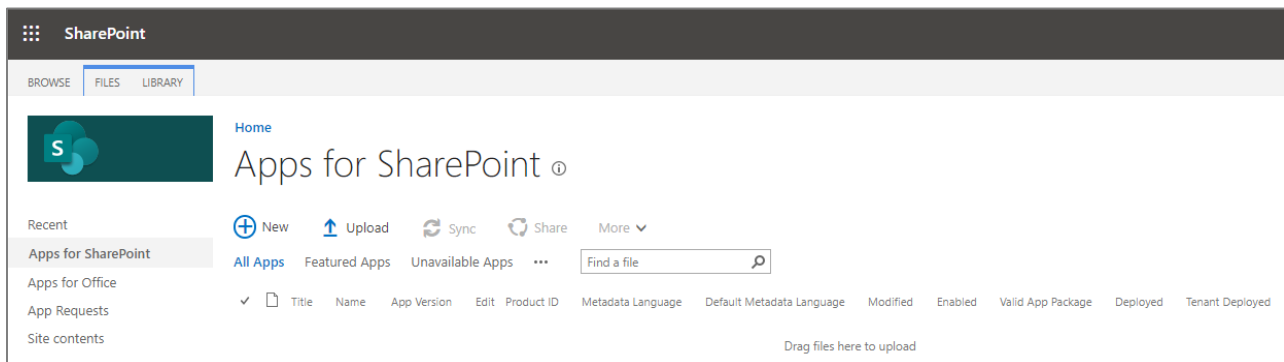 SharePoint
BROWSE FILES LIBRARY
S
Home
Apps for SharePoint
Recent
Apps for SharePoint
Apps for Office
App Requests
Site contents
New Upload Sync Share More
All Apps Featured Apps Unavailable Apps ••• Find a file
Title Name App Version Edit Product ID Metadata Language Default Metadata Language Modified Enabled Valid App Package Deployed Tenant Deployed
Drag files here to upload